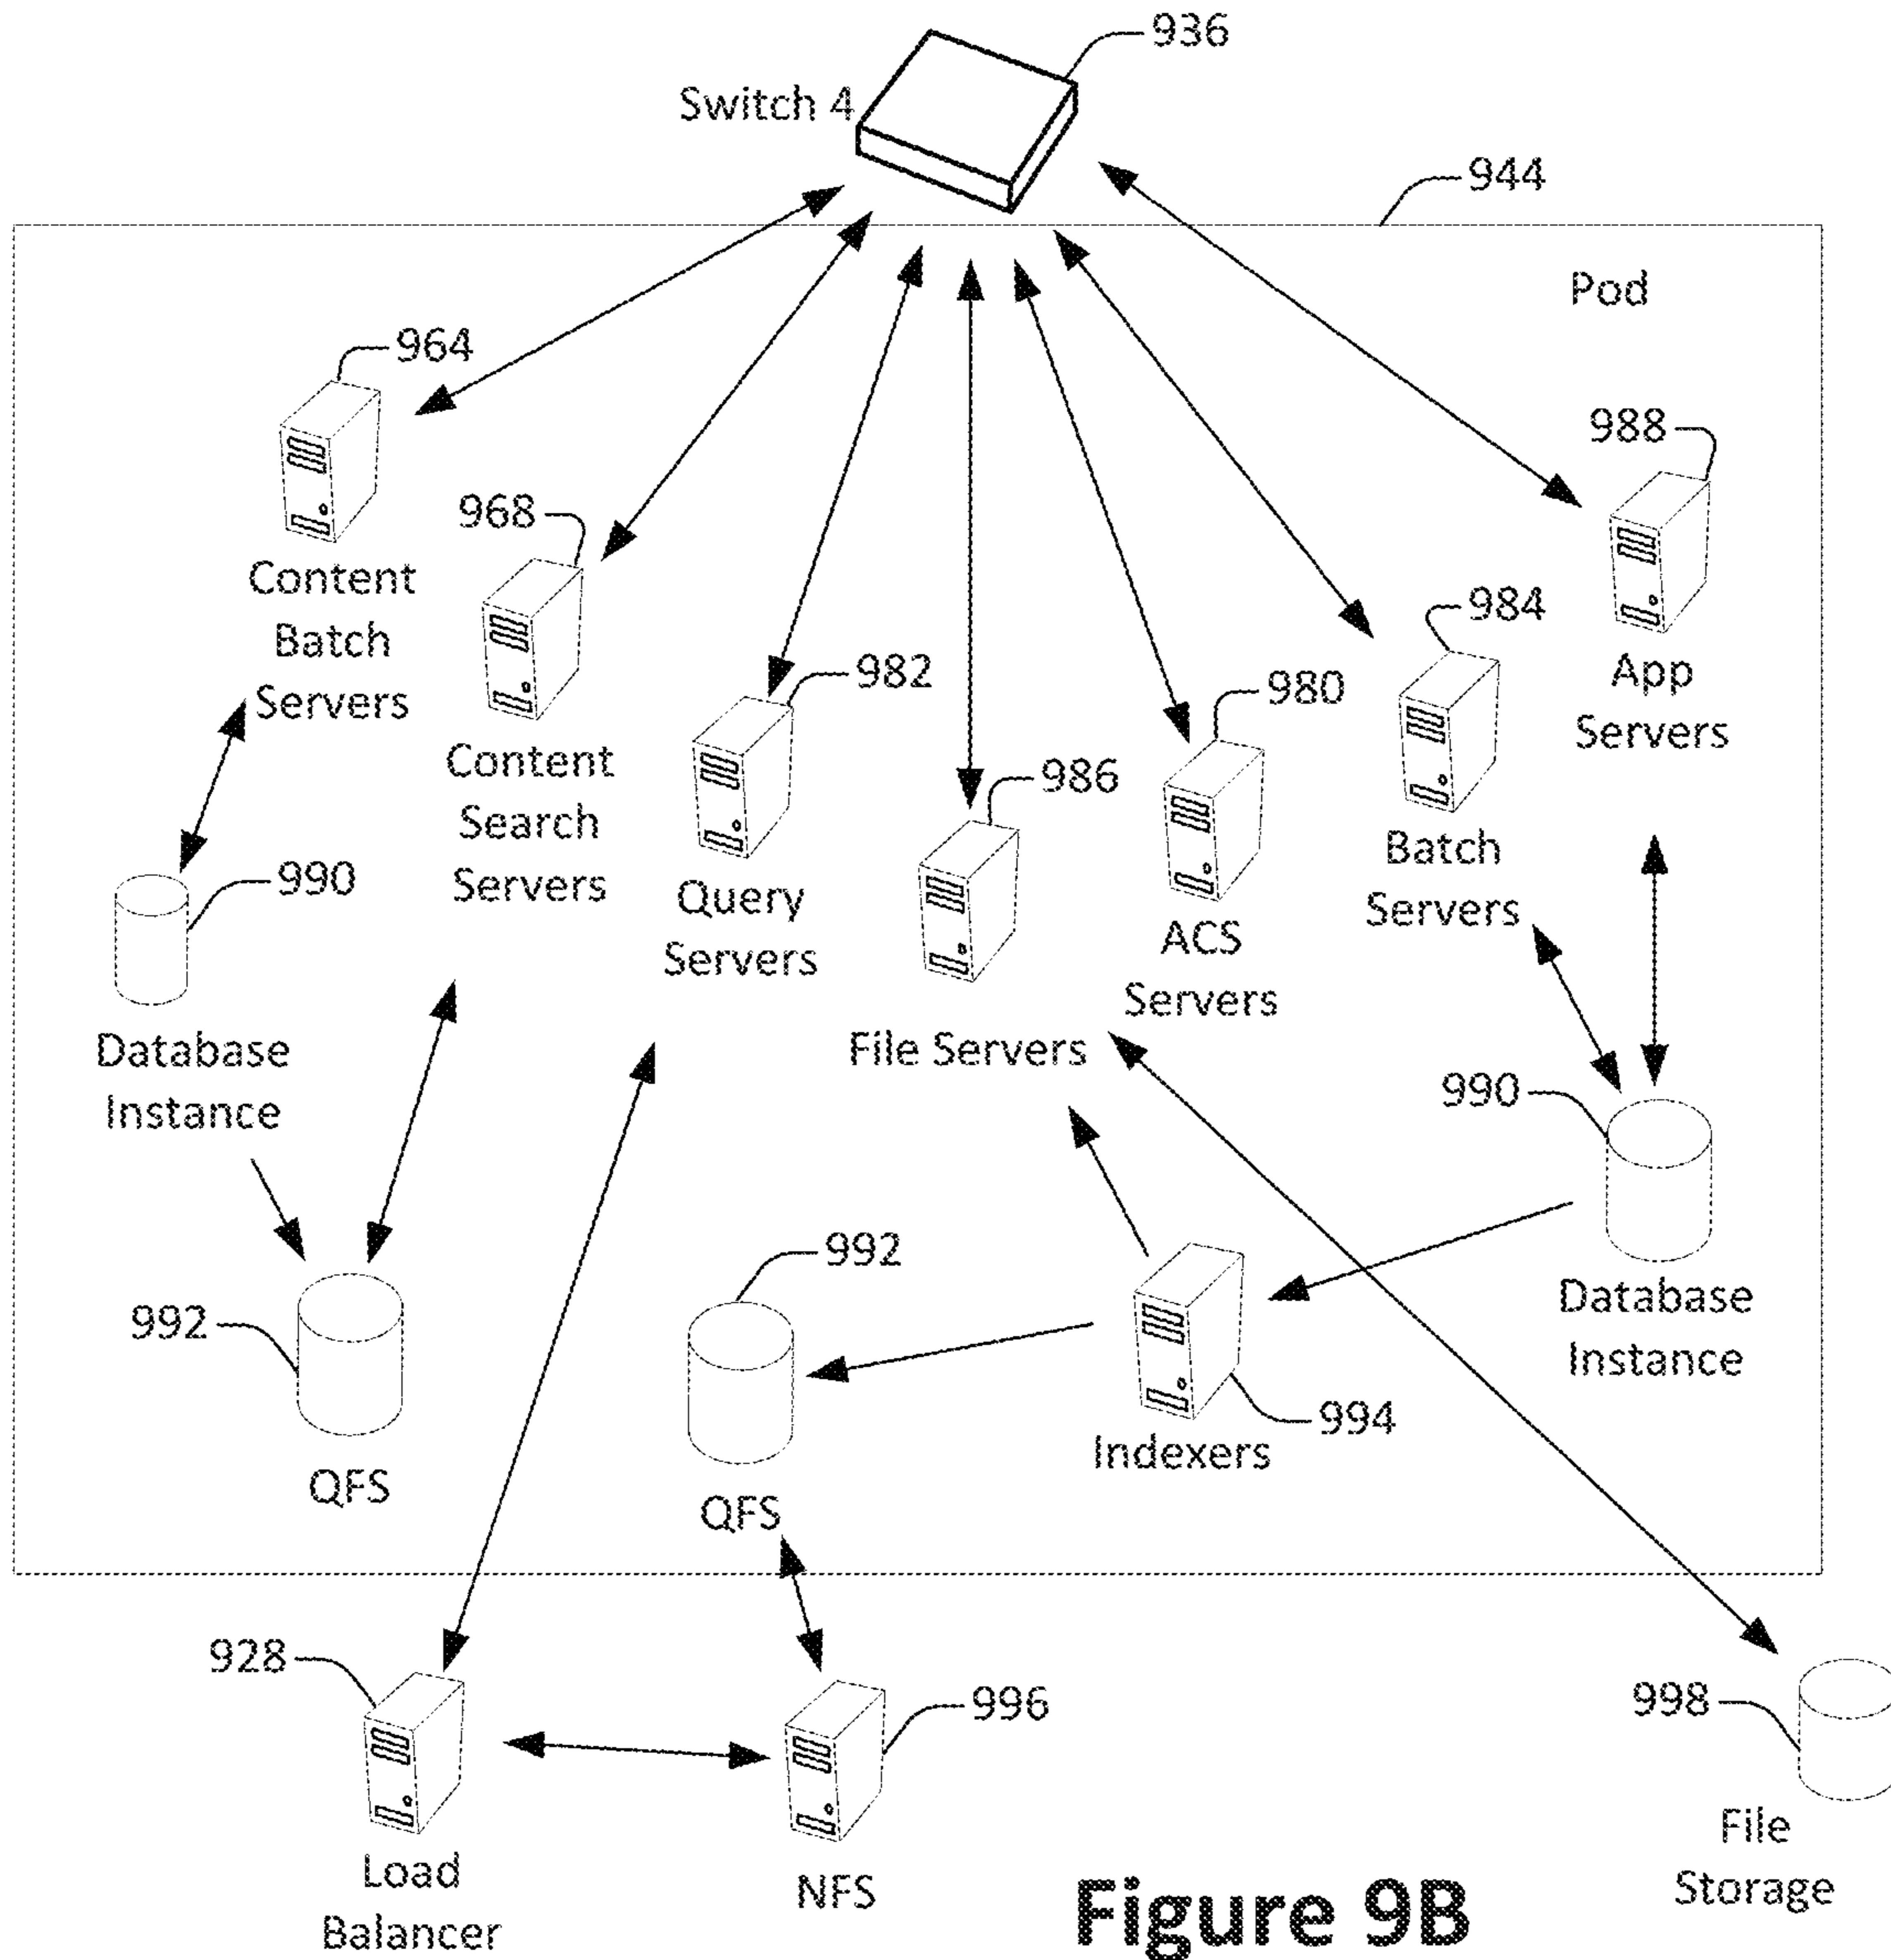 936
Switch 4
944
Pod
964
988
968
Content
Batch
Servers
984
982
980
App
Servers
Content
Search
Servers
986
990
Query
Servers
Batch
Servers
ACS
Servers
Database
Instance
File Servers
990
992
992
Database
Instance
994
Indexers
QFS
QFS
928
996
998
Load
Balancer
NFS
File
Storage
Figure 9B